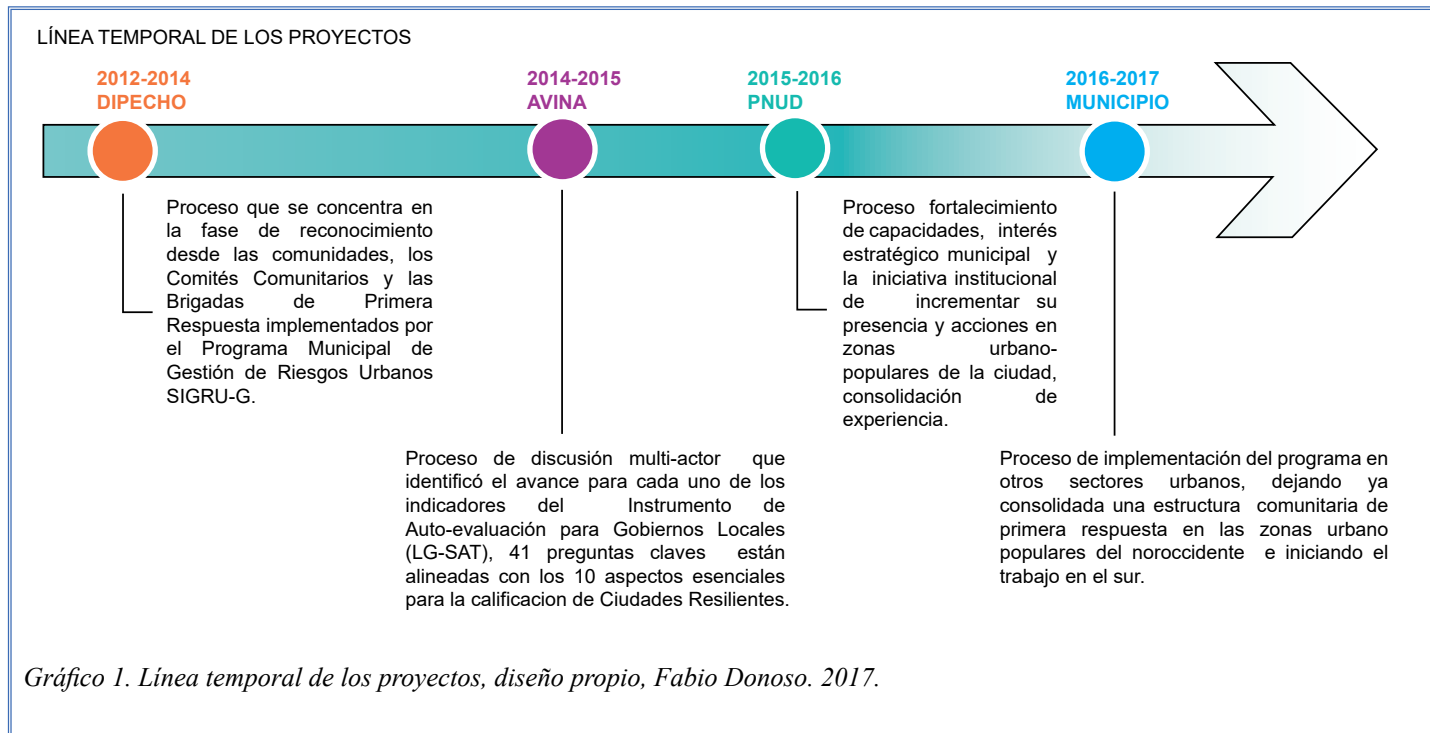 LÍNEA TEMPORAL DE LOS PROYECTOS
2012-2014
DIPECHO
Proceso que se concentra en
la fase de reconocimiento
desde las comunidades, los
Comités Comunitarios y las
Brigadas de Primera
Respuesta implementados por
el Programa Municipal de
Gestión de Riesgos Urbanos
SIGRU-G.
2014-2015
AVINA
Proceso de discusión multi-actor que
identificó el avance para cada uno de los
indicadores del Instrumento de
Auto-evaluación para Gobiernos Locales
(LG-SAT), 41 preguntas claves están
alineadas con los 10 aspectos esenciales
para la calificacion de Ciudades Resilientes.
2015-2016
PNUD
Proceso fortalecimiento
de capacidades, interés
estratégico municipal y
la iniciativa institucional
de incrementar su
presencia y acciones en
zonas urbano-
populares de la ciudad,
consolidación de
experiencia.
2016-2017
MUNICIPIO
Proceso de implementación del programa en
otros sectores urbanos, dejando ya
consolidada una estructura comunitaria de
primera respuesta en las zonas urbano
populares del noroccidente e iniciando el
trabajo en el sur.
Gráfico 1. Línea temporal de los proyectos, diseño propio, Fabio Donoso. 2017.